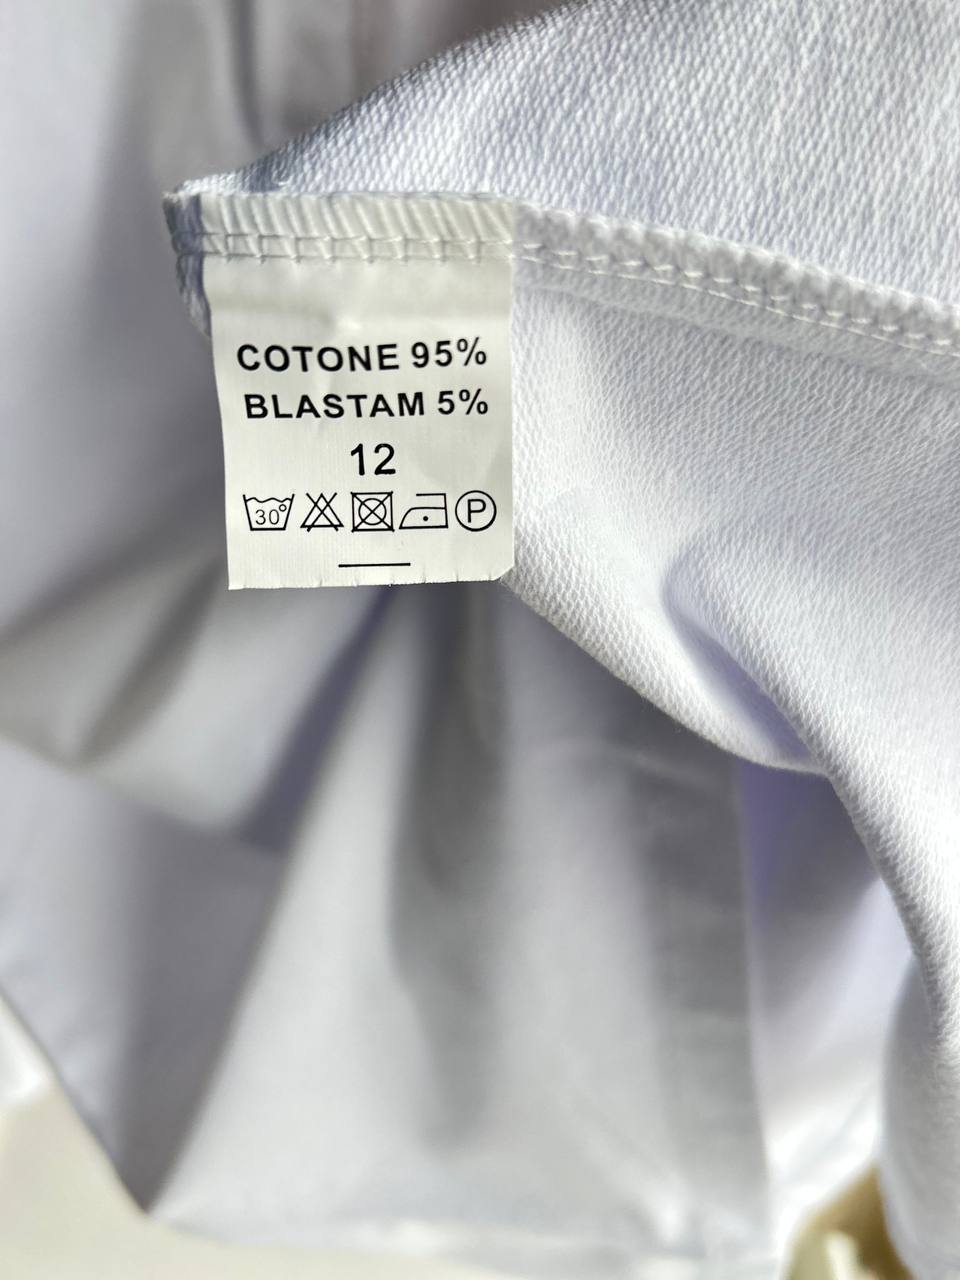 COTONE 95%
BLASTAM 5%
12
30° P